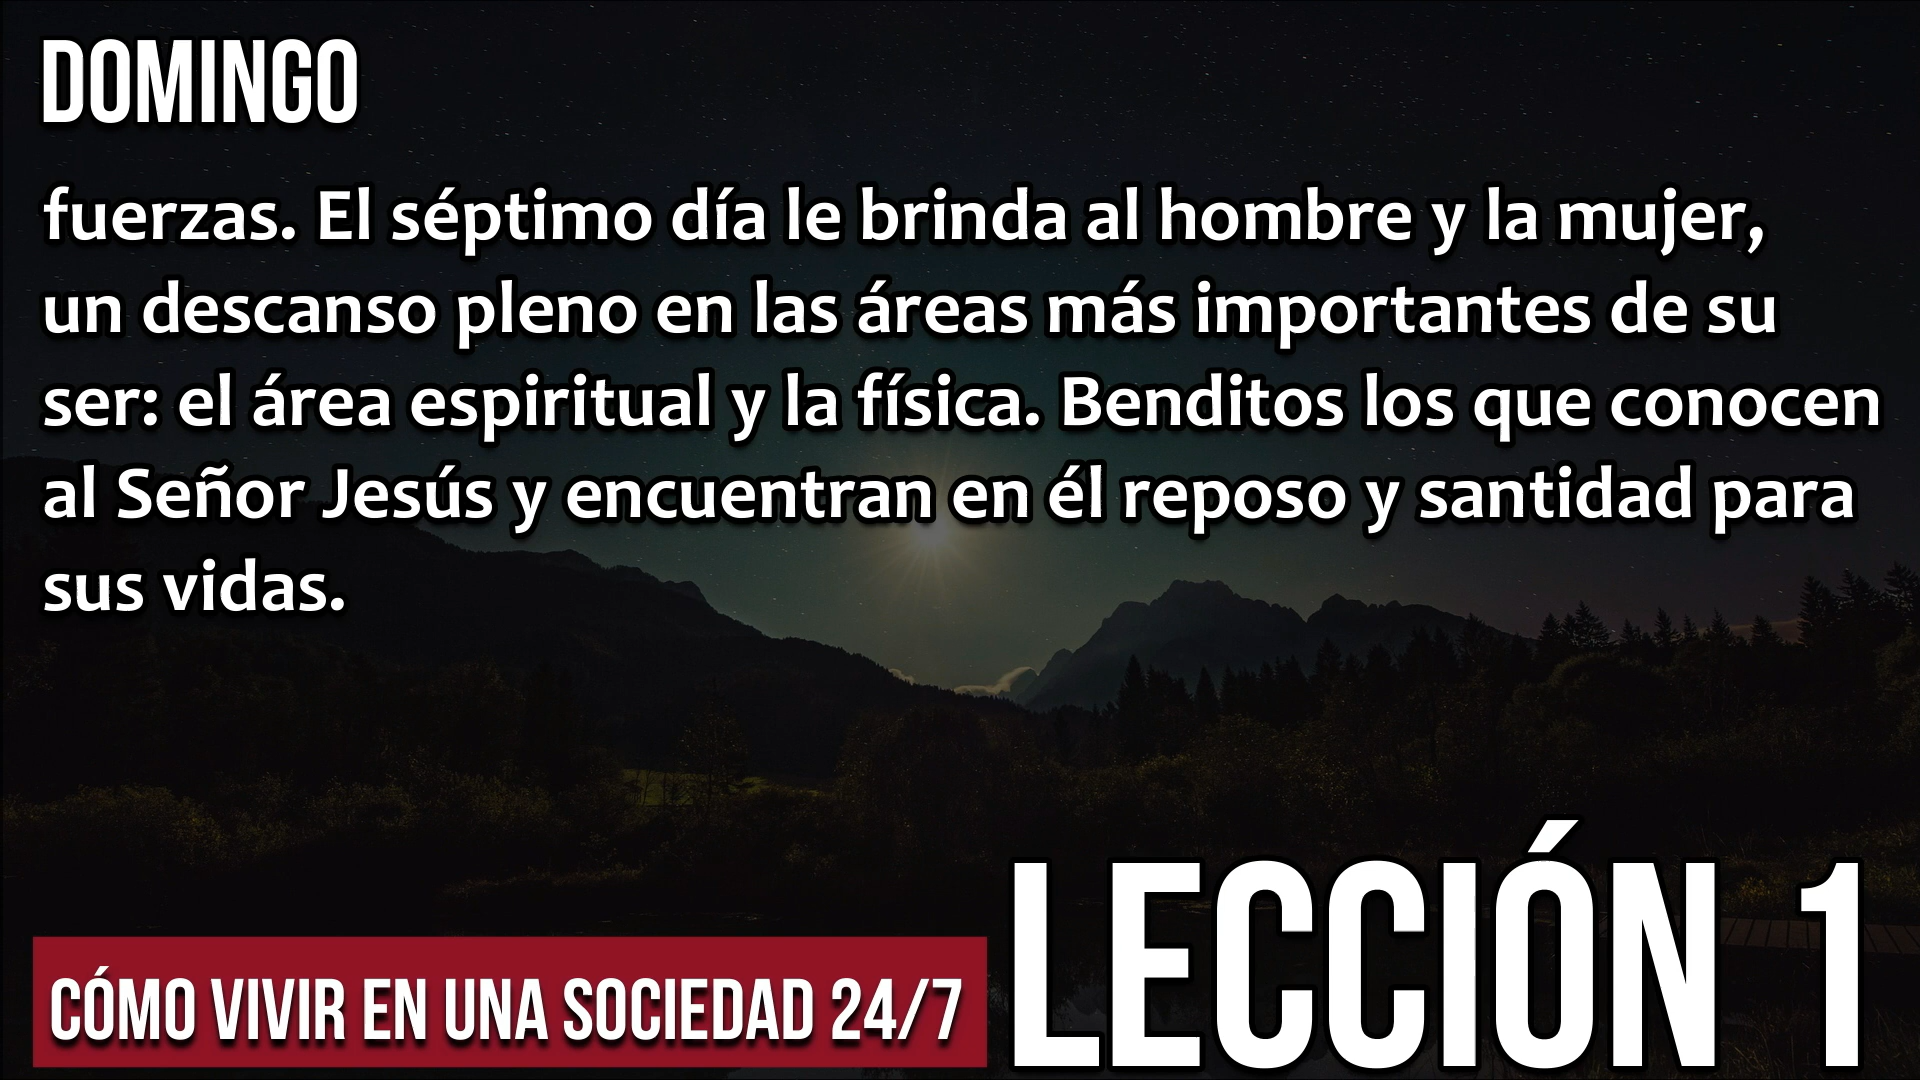 DOMINGO
fuerzas. El séptimo día le brinda al hombre y la mujer,
un descanso pleno en las áreas más importantes de su
ser: el área espiritual y la física. Benditos los que conocen
al Señor Jesús y encuentran en él reposo y santidad para
sus vidas.
CÓMO VIVIR EN UNA SOCIEDAD 24/7
LECCIÓN 1